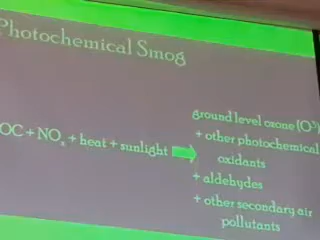 Photochemical Smog
OC + NOₓ + heat + sunlight
ground level ozone (O³)
+ other photochemical
oxidants
+ aldehydes
+ other secondary air
pollutants